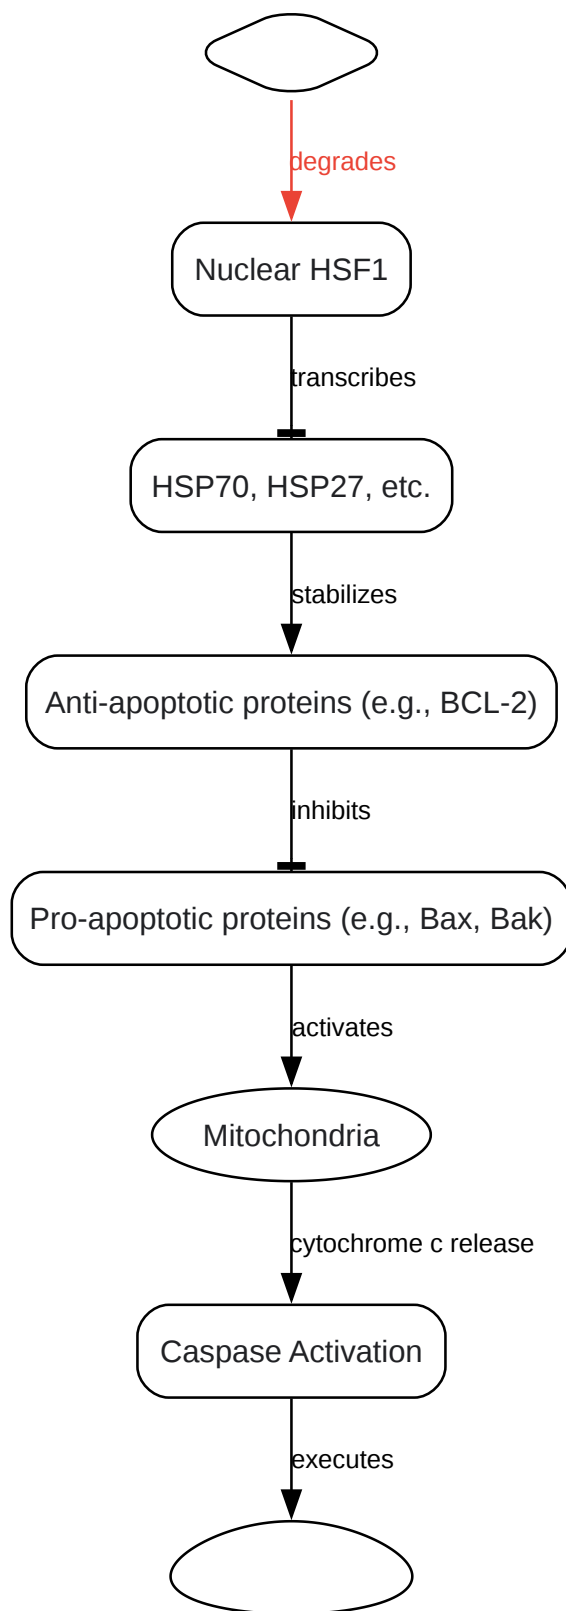 degrades
Nuclear HSF1
transcribes
HSP70, HSP27, etc.
stabilizes
Anti-apoptotic proteins (e.g., BCL-2)
inhibits
Pro-apoptotic proteins (e.g., Bax, Bak)
activates
Mitochondria
cytochrome c release
Caspase Activation
executes